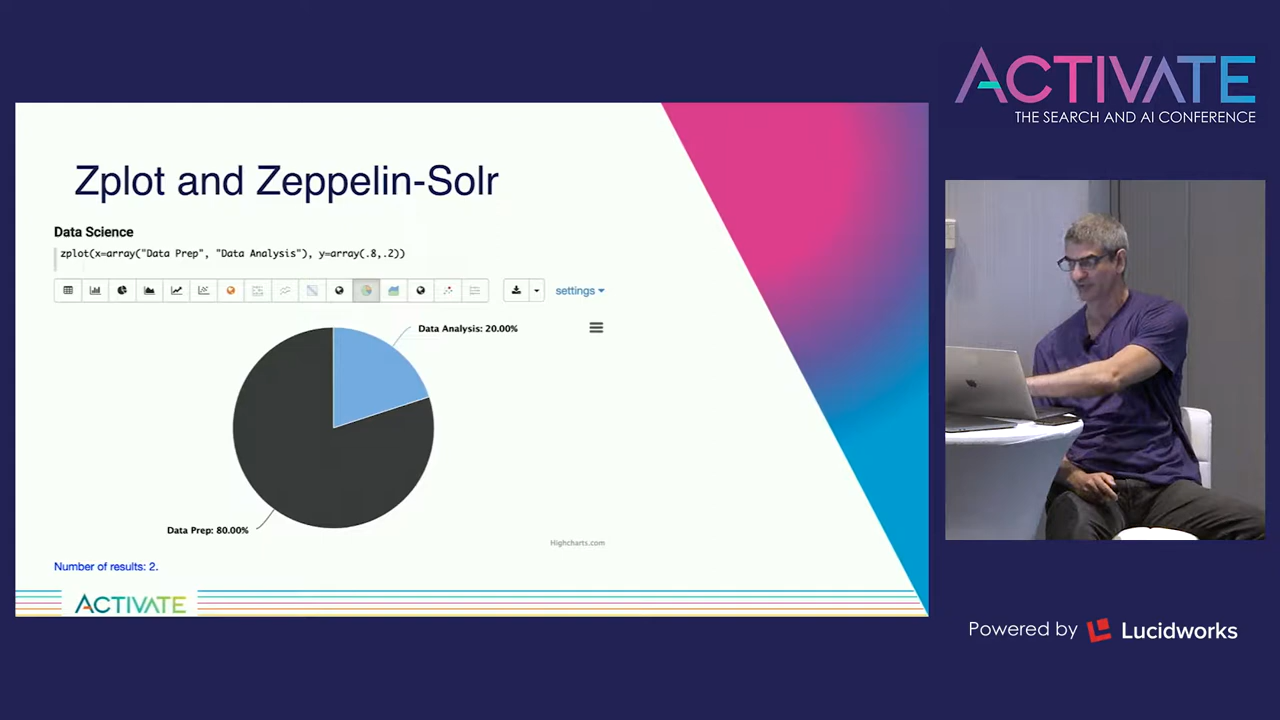 ACTIVATE
THE SEARCH AND AI CONFERENCE
Zplot and Zeppelin-Solr
Data Science
zplot(x=array("Data Prep", "Data Analysis"), y=array(.8,.2))
settings
Data Analysis: 20.00%
Data Prep: 80.00%
Highcharts.com
Number of results: 2.
ACTIVATE
Powered by Lucidworks